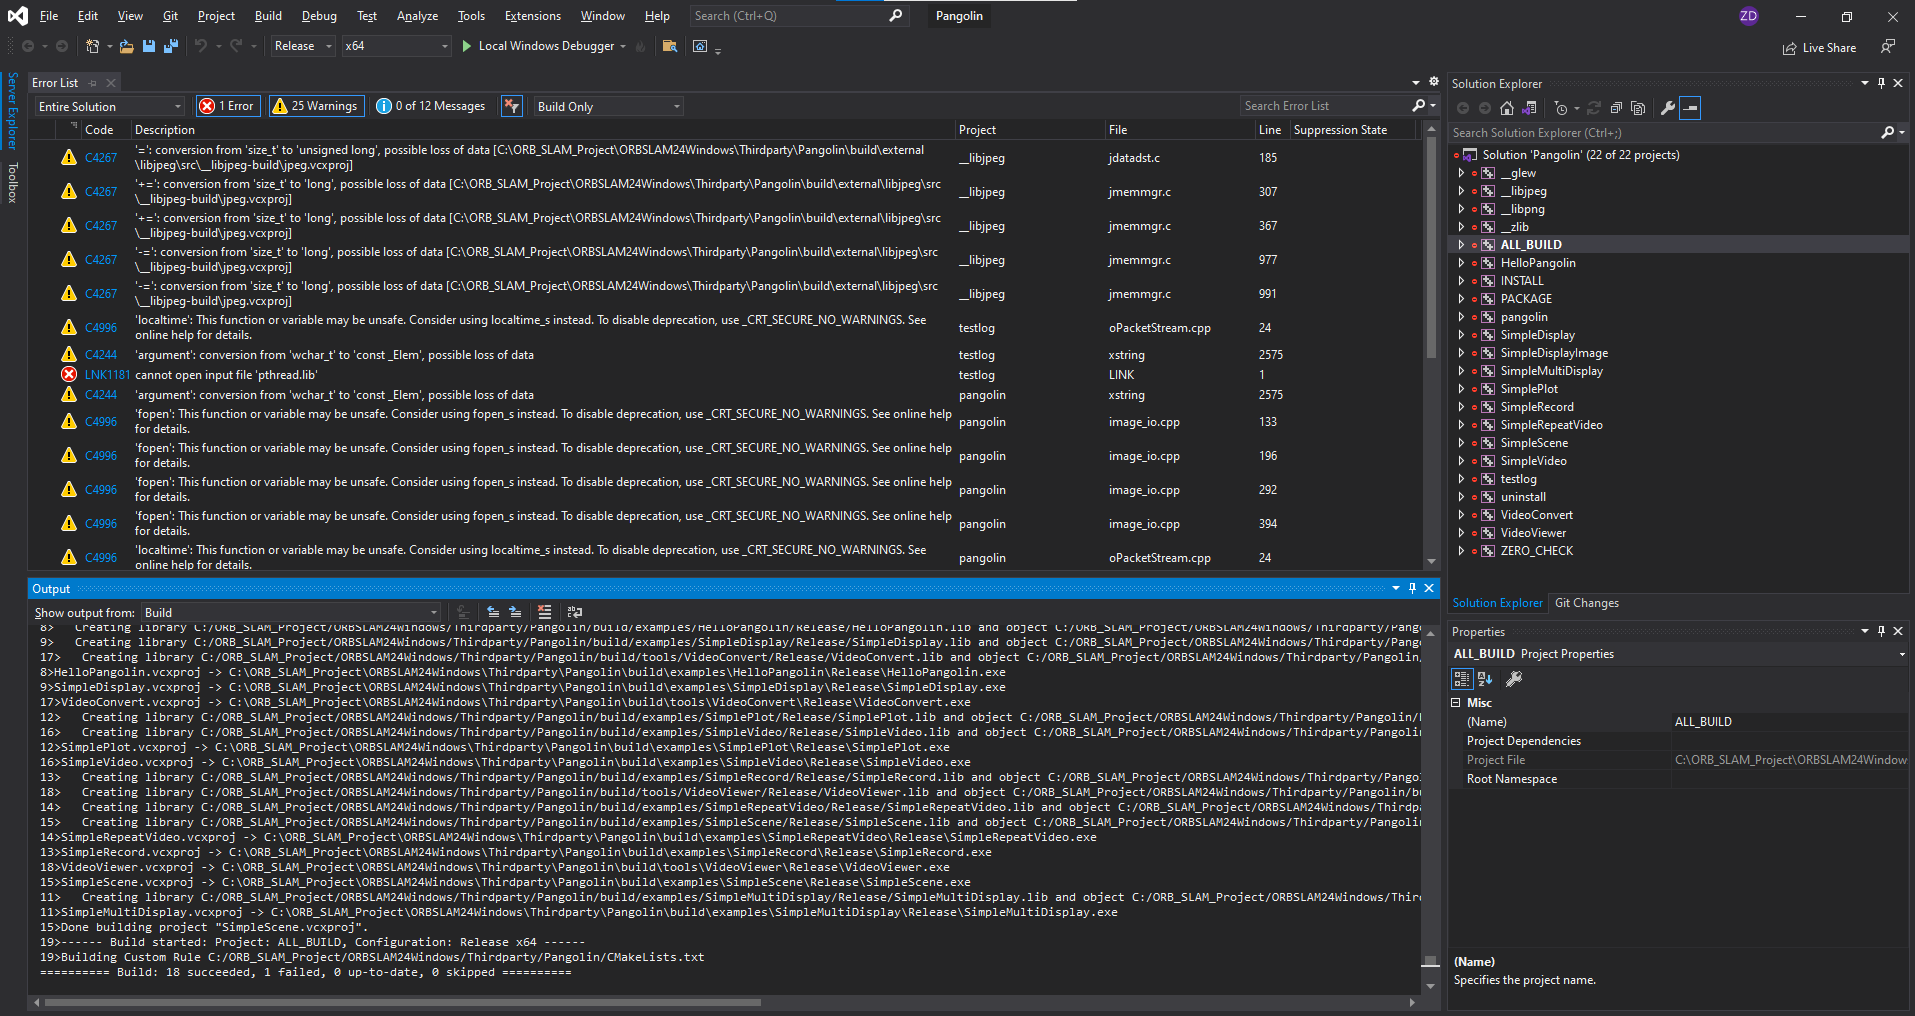 File Edit View Git Project Build Debug Test Analyze Tools Extensions Window Help Search (Ctrl+Q) Pangolin ZD
Release x64 Local Windows Debugger Live Share
Server Explorer
Toolbox
Error List
Entire Solution 1 Error 25 Warnings 0 of 12 Messages Build Only Search Error List
Code Description Project File Line Suppression State
C4267 '=': conversion from 'size_t' to 'unsigned long', possible loss of data [C:\ORB_SLAM_Project\ORBSLAM24Windows\Thirdparty\Pangolin\build\external
\libjpeg\src\__libjpeg-build\jpeg.vcxproj] __libjpeg jdatadst.c 185
C4267 '+=': conversion from 'size_t' to 'long', possible loss of data [C:\ORB_SLAM_Project\ORBSLAM24Windows\Thirdparty\Pangolin\build\external\libjpeg\src
\__libjpeg-build\jpeg.vcxproj] __libjpeg jmemmgr.c 307
C4267 '+=': conversion from 'size_t' to 'long', possible loss of data [C:\ORB_SLAM_Project\ORBSLAM24Windows\Thirdparty\Pangolin\build\external\libjpeg\src
\__libjpeg-build\jpeg.vcxproj] __libjpeg jmemmgr.c 367
C4267 '-=': conversion from 'size_t' to 'long', possible loss of data [C:\ORB_SLAM_Project\ORBSLAM24Windows\Thirdparty\Pangolin\build\external\libjpeg\src
\__libjpeg-build\jpeg.vcxproj] __libjpeg jmemmgr.c 977
C4267 '-=': conversion from 'size_t' to 'long', possible loss of data [C:\ORB_SLAM_Project\ORBSLAM24Windows\Thirdparty\Pangolin\build\external\libjpeg\src
\__libjpeg-build\jpeg.vcxproj] __libjpeg jmemmgr.c 991
C4996 'localtime': This function or variable may be unsafe. Consider using localtime_s instead. To disable deprecation, use _CRT_SECURE_NO_WARNINGS. See
online help for details. testlog oPacketStream.cpp 24
C4244 'argument': conversion from 'wchar_t' to 'const _Elem', possible loss of data testlog xstring 2575
LNK1181 cannot open input file 'pthread.lib' testlog LINK 1
C4244 'argument': conversion from 'wchar_t' to 'const _Elem', possible loss of data pangolin xstring 2575
C4996 'fopen': This function or variable may be unsafe. Consider using fopen_s instead. To disable deprecation, use _CRT_SECURE_NO_WARNINGS. See online help
for details. pangolin image_io.cpp 133
C4996 'fopen': This function or variable may be unsafe. Consider using fopen_s instead. To disable deprecation, use _CRT_SECURE_NO_WARNINGS. See online help
for details. pangolin image_io.cpp 196
C4996 'fopen': This function or variable may be unsafe. Consider using fopen_s instead. To disable deprecation, use _CRT_SECURE_NO_WARNINGS. See online help
for details. pangolin image_io.cpp 292
C4996 'fopen': This function or variable may be unsafe. Consider using fopen_s instead. To disable deprecation, use _CRT_SECURE_NO_WARNINGS. See online help
for details. pangolin image_io.cpp 394
C4996 'localtime': This function or variable may be unsafe. Consider using localtime_s instead. To disable deprecation, use _CRT_SECURE_NO_WARNINGS. See
online help for details. pangolin oPacketStream.cpp 24
Output
Show output from: Build
8> Creating library C:/ORB_SLAM_Project/ORBSLAM24Windows/Thirdparty/Pangolin/build/examples/HelloPangolin/Release/HelloPangolin.lib and object C:/ORB_SLAM_Project/ORBSLAM24Windows/Thirdparty/Pang
9> Creating library C:/ORB_SLAM_Project/ORBSLAM24Windows/Thirdparty/Pangolin/build/examples/SimpleDisplay/Release/SimpleDisplay.lib and object C:/ORB_SLAM_Project/ORBSLAM24Windows/Thirdparty/Pang
17> Creating library C:/ORB_SLAM_Project/ORBSLAM24Windows/Thirdparty/Pangolin/build/tools/VideoConvert/Release/VideoConvert.lib and object C:/ORB_SLAM_Project/ORBSLAM24Windows/Thirdparty/Pangolin/
8>HelloPangolin.vcxproj -> C:\ORB_SLAM_Project\ORBSLAM24Windows\Thirdparty\Pangolin\build\examples\HelloPangolin\Release\HelloPangolin.exe
9>SimpleDisplay.vcxproj -> C:\ORB_SLAM_Project\ORBSLAM24Windows\Thirdparty\Pangolin\build\examples\SimpleDisplay\Release\SimpleDisplay.exe
17>VideoConvert.vcxproj -> C:\ORB_SLAM_Project\ORBSLAM24Windows\Thirdparty\Pangolin\build\tools\VideoConvert\Release\VideoConvert.exe
12> Creating library C:/ORB_SLAM_Project/ORBSLAM24Windows/Thirdparty/Pangolin/build/examples/SimplePlot/Release/SimplePlot.lib and object C:/ORB_SLAM_Project/ORBSLAM24Windows/Thirdparty/Pangolin/
16> Creating library C:/ORB_SLAM_Project/ORBSLAM24Windows/Thirdparty/Pangolin/build/examples/SimpleVideo/Release/SimpleVideo.lib and object C:/ORB_SLAM_Project/ORBSLAM24Windows/Thirdparty/Pangoli
12>SimplePlot.vcxproj -> C:\ORB_SLAM_Project\ORBSLAM24Windows\Thirdparty\Pangolin\build\examples\SimplePlot\Release\SimplePlot.exe
16>SimpleVideo.vcxproj -> C:\ORB_SLAM_Project\ORBSLAM24Windows\Thirdparty\Pangolin\build\examples\SimpleVideo\Release\SimpleVideo.exe
13> Creating library C:/ORB_SLAM_Project/ORBSLAM24Windows/Thirdparty/Pangolin/build/examples/SimpleRecord/Release/SimpleRecord.lib and object C:/ORB_SLAM_Project/ORBSLAM24Windows/Thirdparty/Pango
18> Creating library C:/ORB_SLAM_Project/ORBSLAM24Windows/Thirdparty/Pangolin/build/tools/VideoViewer/Release/VideoViewer.lib and object C:/ORB_SLAM_Project/ORBSLAM24Windows/Thirdparty/Pangolin/bu
14> Creating library C:/ORB_SLAM_Project/ORBSLAM24Windows/Thirdparty/Pangolin/build/examples/SimpleRepeatVideo/Release/SimpleRepeatVideo.lib and object C:/ORB_SLAM_Project/ORBSLAM24Windows/Thirdp
15> Creating library C:/ORB_SLAM_Project/ORBSLAM24Windows/Thirdparty/Pangolin/build/examples/SimpleScene/Release/SimpleScene.lib and object C:/ORB_SLAM_Project/ORBSLAM24Windows/Thirdparty/Pangoli
14>SimpleRepeatVideo.vcxproj -> C:\ORB_SLAM_Project\ORBSLAM24Windows\Thirdparty\Pangolin\build\examples\SimpleRepeatVideo\Release\SimpleRepeatVideo.exe
13>SimpleRecord.vcxproj -> C:\ORB_SLAM_Project\ORBSLAM24Windows\Thirdparty\Pangolin\build\examples\SimpleRecord\Release\SimpleRecord.exe
18>VideoViewer.vcxproj -> C:\ORB_SLAM_Project\ORBSLAM24Windows\Thirdparty\Pangolin\build\tools\VideoViewer\Release\VideoViewer.exe
15>SimpleScene.vcxproj -> C:\ORB_SLAM_Project\ORBSLAM24Windows\Thirdparty\Pangolin\build\examples\SimpleScene\Release\SimpleScene.exe
11> Creating library C:/ORB_SLAM_Project/ORBSLAM24Windows/Thirdparty/Pangolin/build/examples/SimpleMultiDisplay/Release/SimpleMultiDisplay.lib and object C:/ORB_SLAM_Project/ORBSLAM24Windows/Thir
11>SimpleMultiDisplay.vcxproj -> C:\ORB_SLAM_Project\ORBSLAM24Windows\Thirdparty\Pangolin\build\examples\SimpleMultiDisplay\Release\SimpleMultiDisplay.exe
15>Done building project "SimpleScene.vcxproj".
19>------ Build started: Project: ALL_BUILD, Configuration: Release x64 ------
19>Building Custom Rule C:/ORB_SLAM_Project/ORBSLAM24Windows/Thirdparty/Pangolin/CMakeLists.txt
========== Build: 18 succeeded, 1 failed, 0 up-to-date, 0 skipped ==========
Solution Explorer
Search Solution Explorer (Ctrl+;)
Solution 'Pangolin' (22 of 22 projects)
__glew
__libjpeg
__libpng
__zlib
ALL_BUILD
HelloPangolin
INSTALL
PACKAGE
pangolin
SimpleDisplay
SimpleDisplayImage
SimpleMultiDisplay
SimplePlot
SimpleRecord
SimpleRepeatVideo
SimpleScene
SimpleVideo
testlog
uninstall
VideoConvert
VideoViewer
ZERO_CHECK
Solution Explorer Git Changes
Properties
ALL_BUILD Project Properties
Misc
(Name) ALL_BUILD
Project Dependencies
Project File C:\ORB_SLAM_Project\ORBSLAM24Window
Root Namespace
(Name)
Specifies the project name.